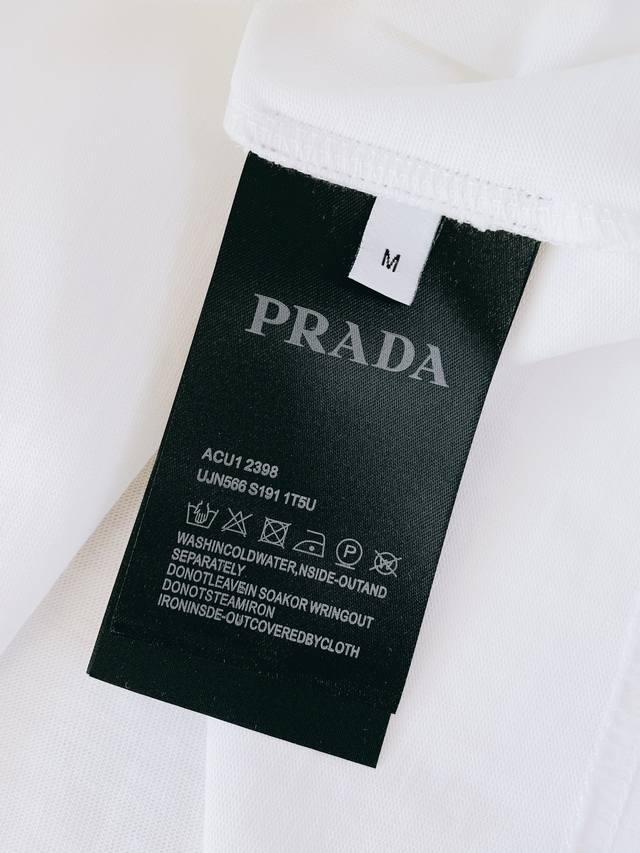 M
PRADA
ACU1 2398
UJN566 S191 1T5U
P
WASHINCOLDWATER,NSIDE-OUTAND
SEPARATELY
DONOTLEAVEIN SOAKOR WRINGOUT
DONOTSTEAMIRON
IRONINSDE-OUTCOVEREDBYCLOTH